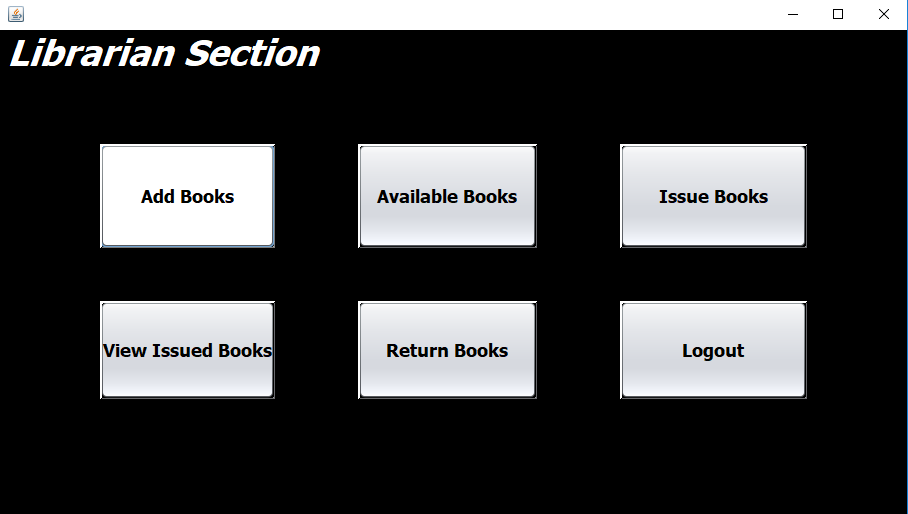 Librarian Section
Add Books
Available Books
Issue Books
View Issued Books
Return Books
Logout